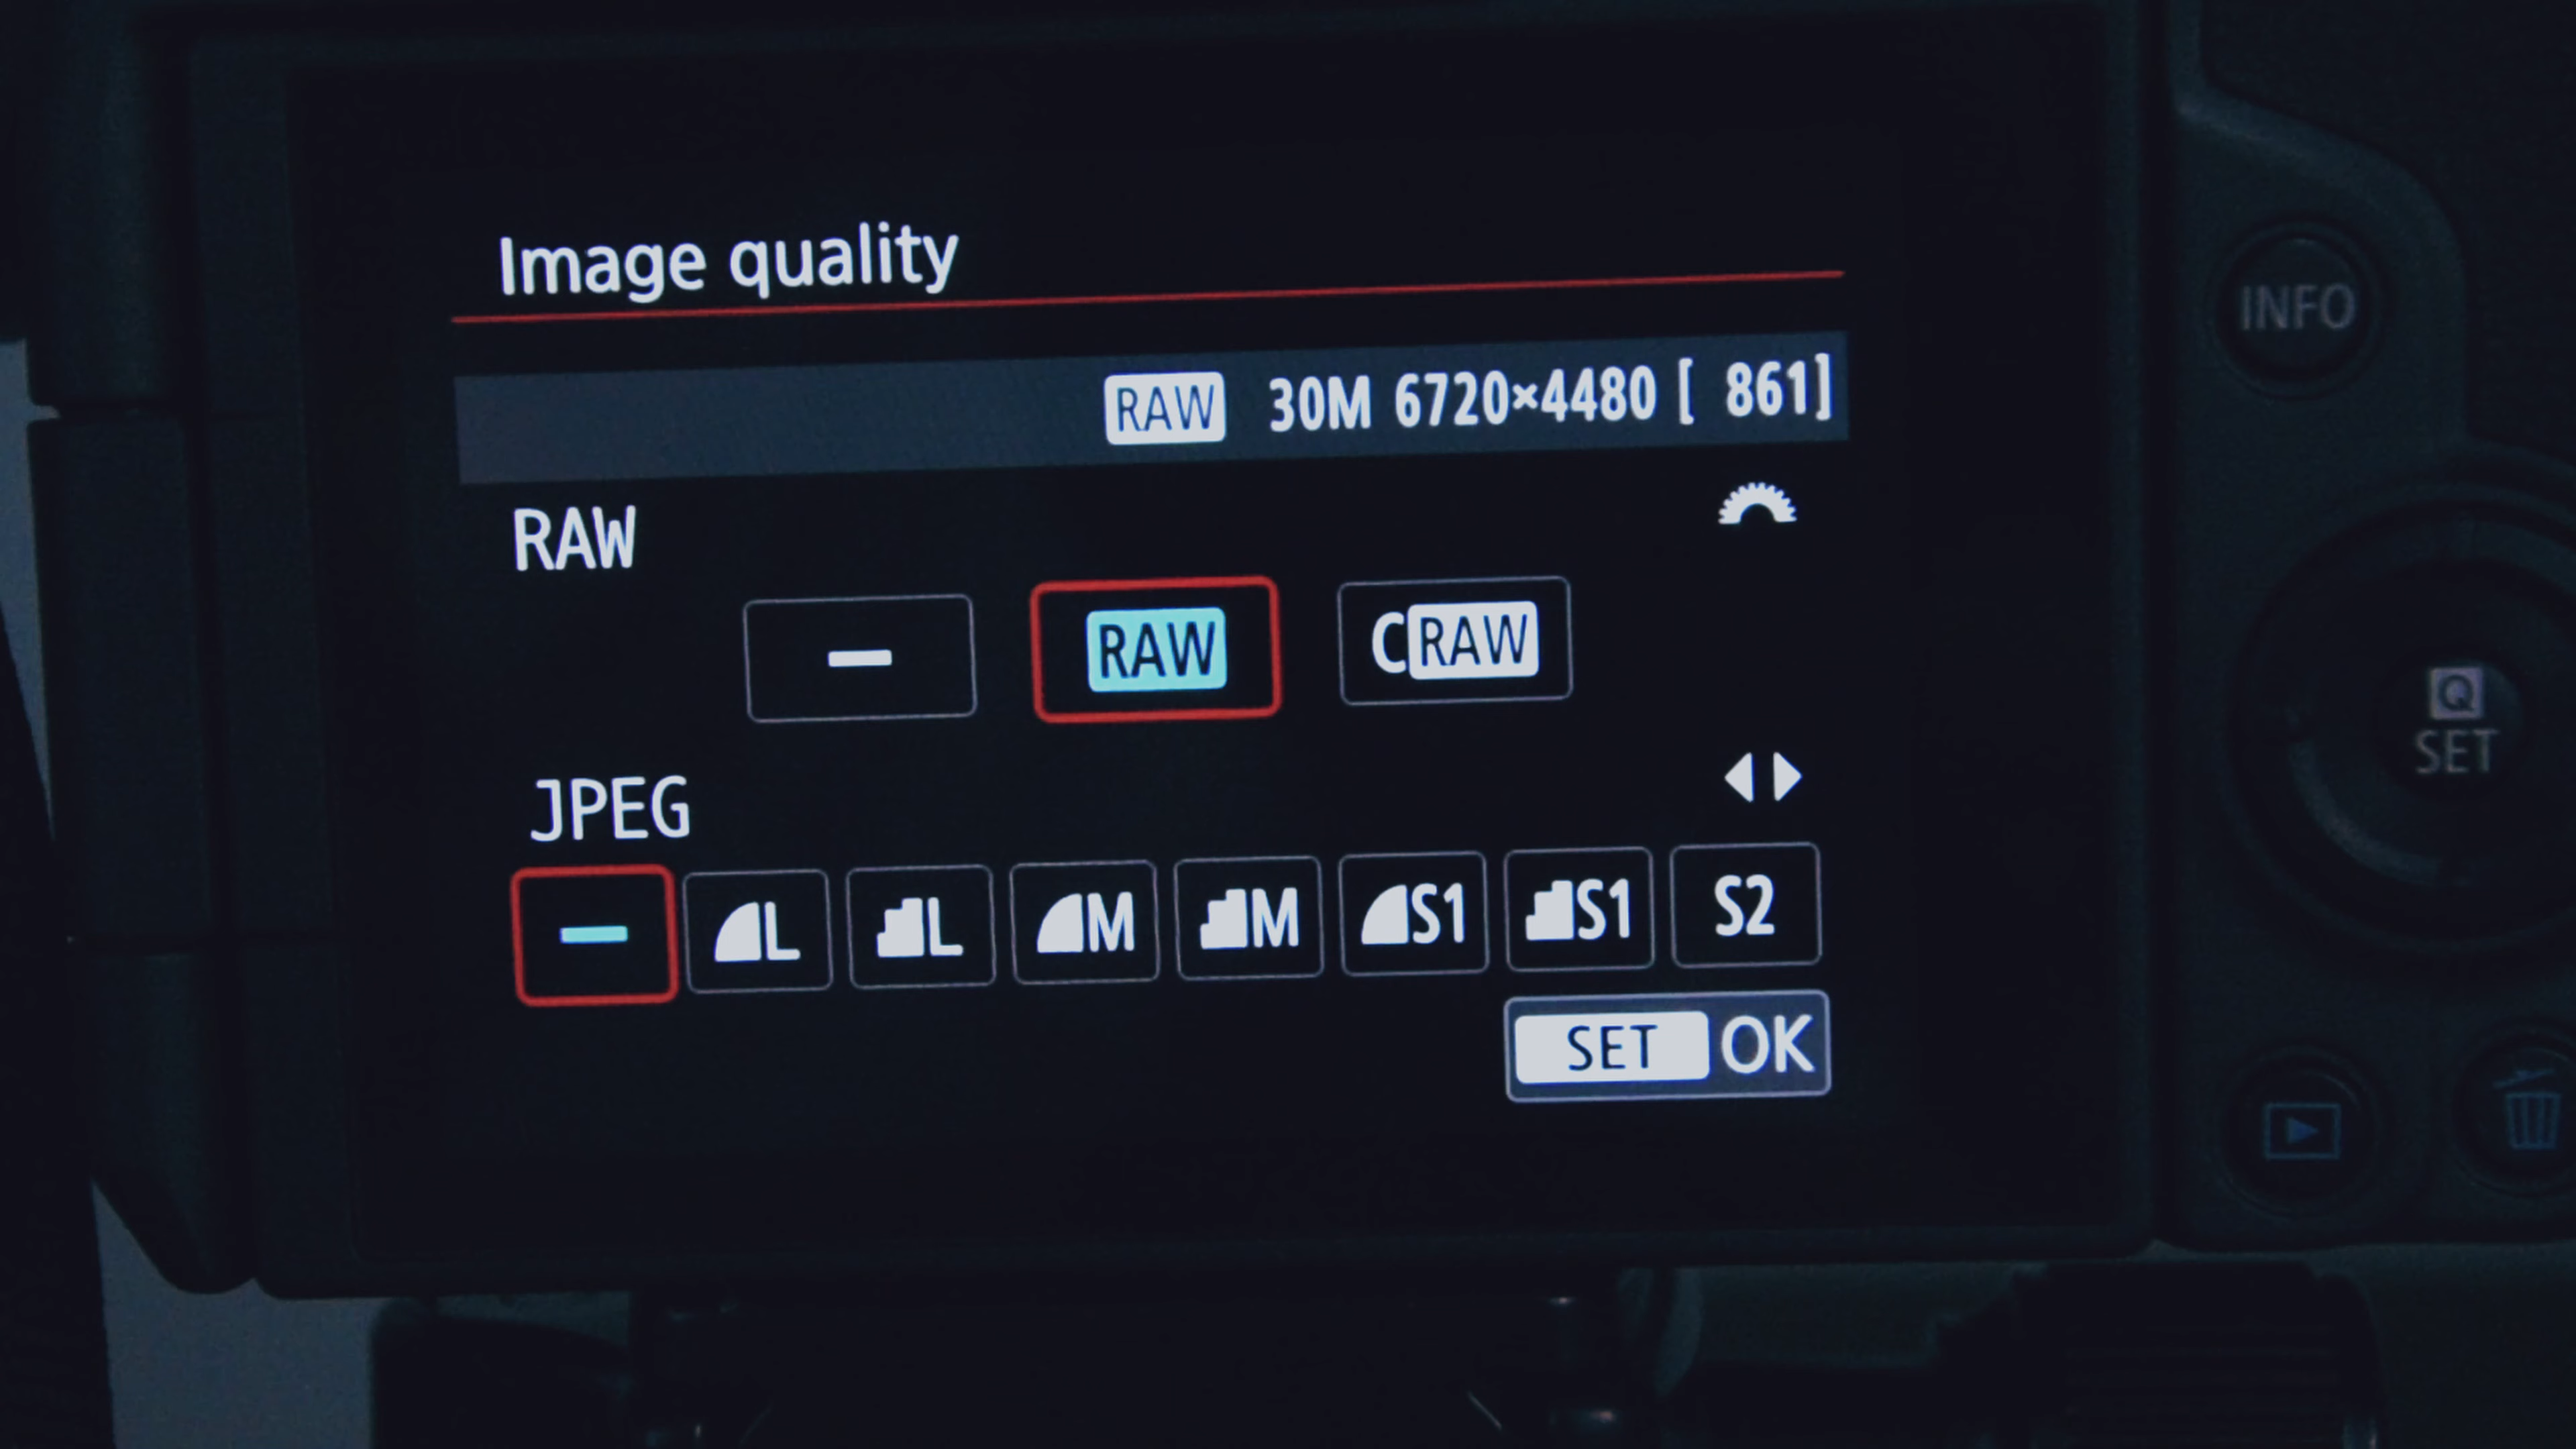 Image quality
RAW 30M 6720×4480 [ 861]
RAW
RAW CRAW
JPEG
L L M M S1 S1 S2
SET OK
INFO
Q
SET